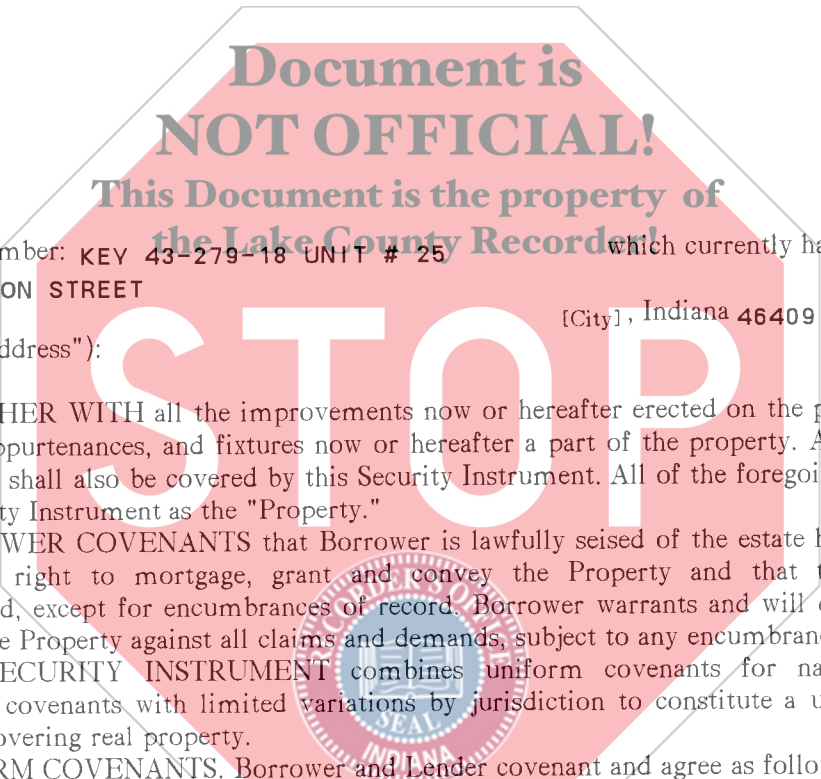 Document is
NOT OFFICIAL!
This Document is the property of
the Lake County Recorder!
mber: KEY 43-279-18 UNIT # 25 which currently ha
ON STREET
[City], Indiana 46409
ddress"):
STOP
HER WITH all the improvements now or hereafter erected on the p
ppurtenances, and fixtures now or hereafter a part of the property. A
shall also be covered by this Security Instrument. All of the foregoi
ty Instrument as the "Property."
WER COVENANTS that Borrower is lawfully seised of the estate h
right to mortgage, grant and convey the Property and that t
d, except for encumbrances of record. Borrower warrants and will
e Property against all claims and demands, subject to any encumbran
ECURITY INSTRUMENT combines uniform covenants for na
covenants with limited variations by jurisdiction to constitute a u
overing real property.
RM COVENANTS. Borrower and Lender covenant and agree as follo
RECORDER'S OFFICE
SEAL
INDIANA